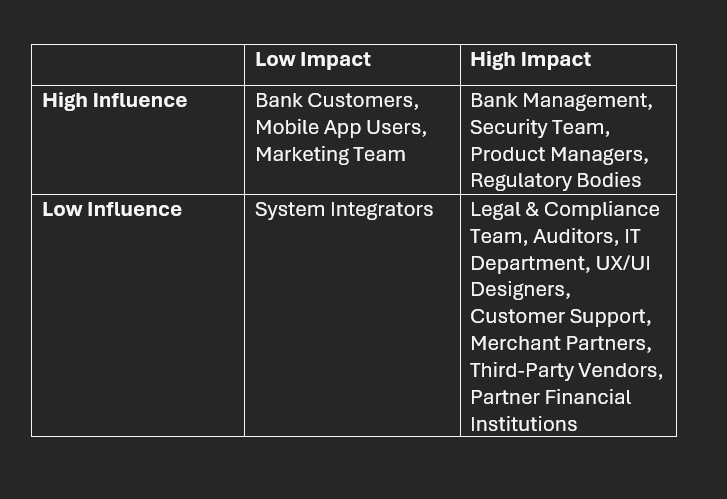 Low Impact
High Impact
High Influence
Bank Customers,
Mobile App Users,
Marketing Team
Bank Management,
Security Team,
Product Managers,
Regulatory Bodies
Low Influence
System Integrators
Legal & Compliance
Team, Auditors, IT
Department, UX/UI
Designers,
Customer Support,
Merchant Partners,
Third-Party Vendors,
Partner Financial
Institutions